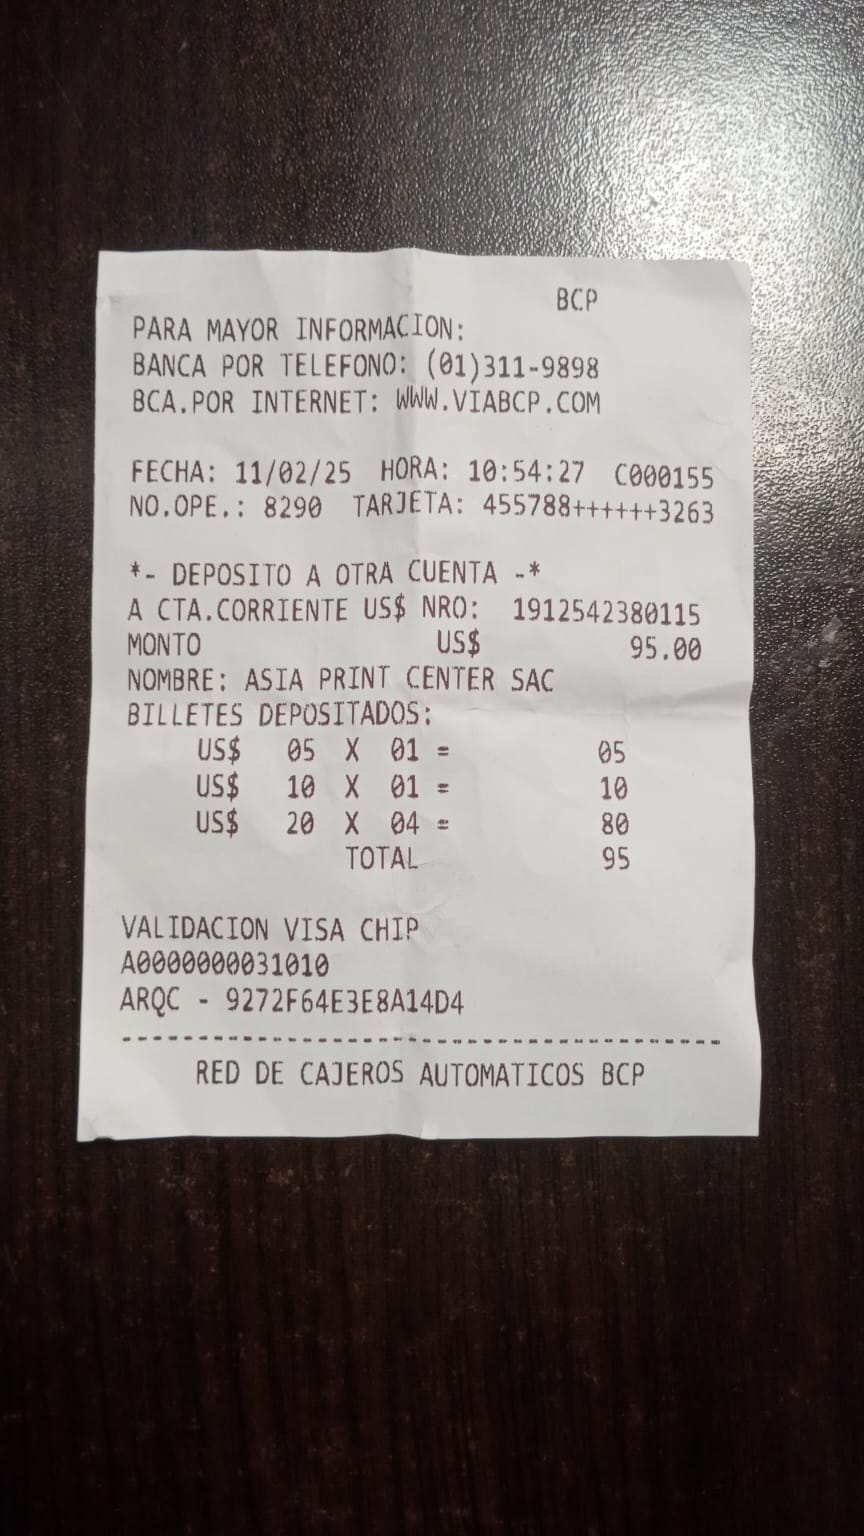 BCP
PARA MAYOR INFORMACION:
BANCA POR TELEFONO: (01)311-9898
BCA.POR INTERNET: WWW.VIABCP.COM
FECHA: 11/02/25 HORA: 10:54:27 C000155
NO.OPE.: 8290 TARJETA: 455788++++++3263
*- DEPOSITO A OTRA CUENTA -*
A CTA.CORRIENTE US$ NRO: 1912542380115
MONTO US$ 95.00
NOMBRE: ASIA PRINT CENTER SAC
BILLETES DEPOSITADOS:
US$ 05 X 01 = 05
US$ 10 X 01 = 10
US$ 20 X 04 = 80
TOTAL 95
VALIDACION VISA CHIP
A0000000031010
ARQC - 9272F64E3E8A14D4
RED DE CAJEROS AUTOMATICOS BCP